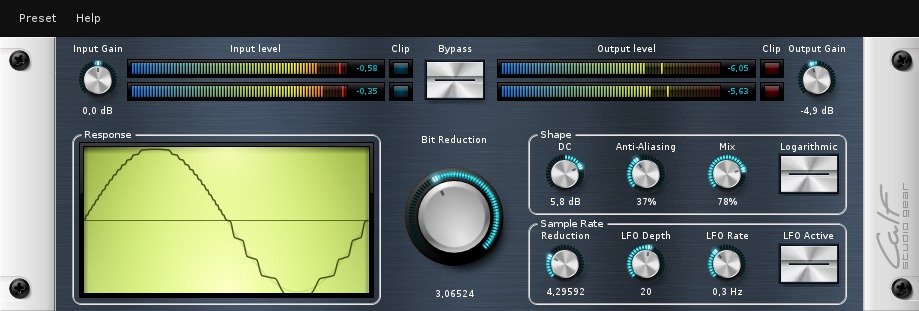 Preset Help
Input Gain Input level Clip Bypass Output level Clip Output Gain
-0,58 -6,05
-0,35 -5,63
0,0 dB -4,9 dB
Response
Bit Reduction
3,06524
Shape
DC Anti-Aliasing Mix Logarithmic
5,8 dB 37% 78%
Sample Rate
Reduction LFO Depth LFO Rate LFO Active
4,29592 20 0,3 Hz
Calf
studio gear